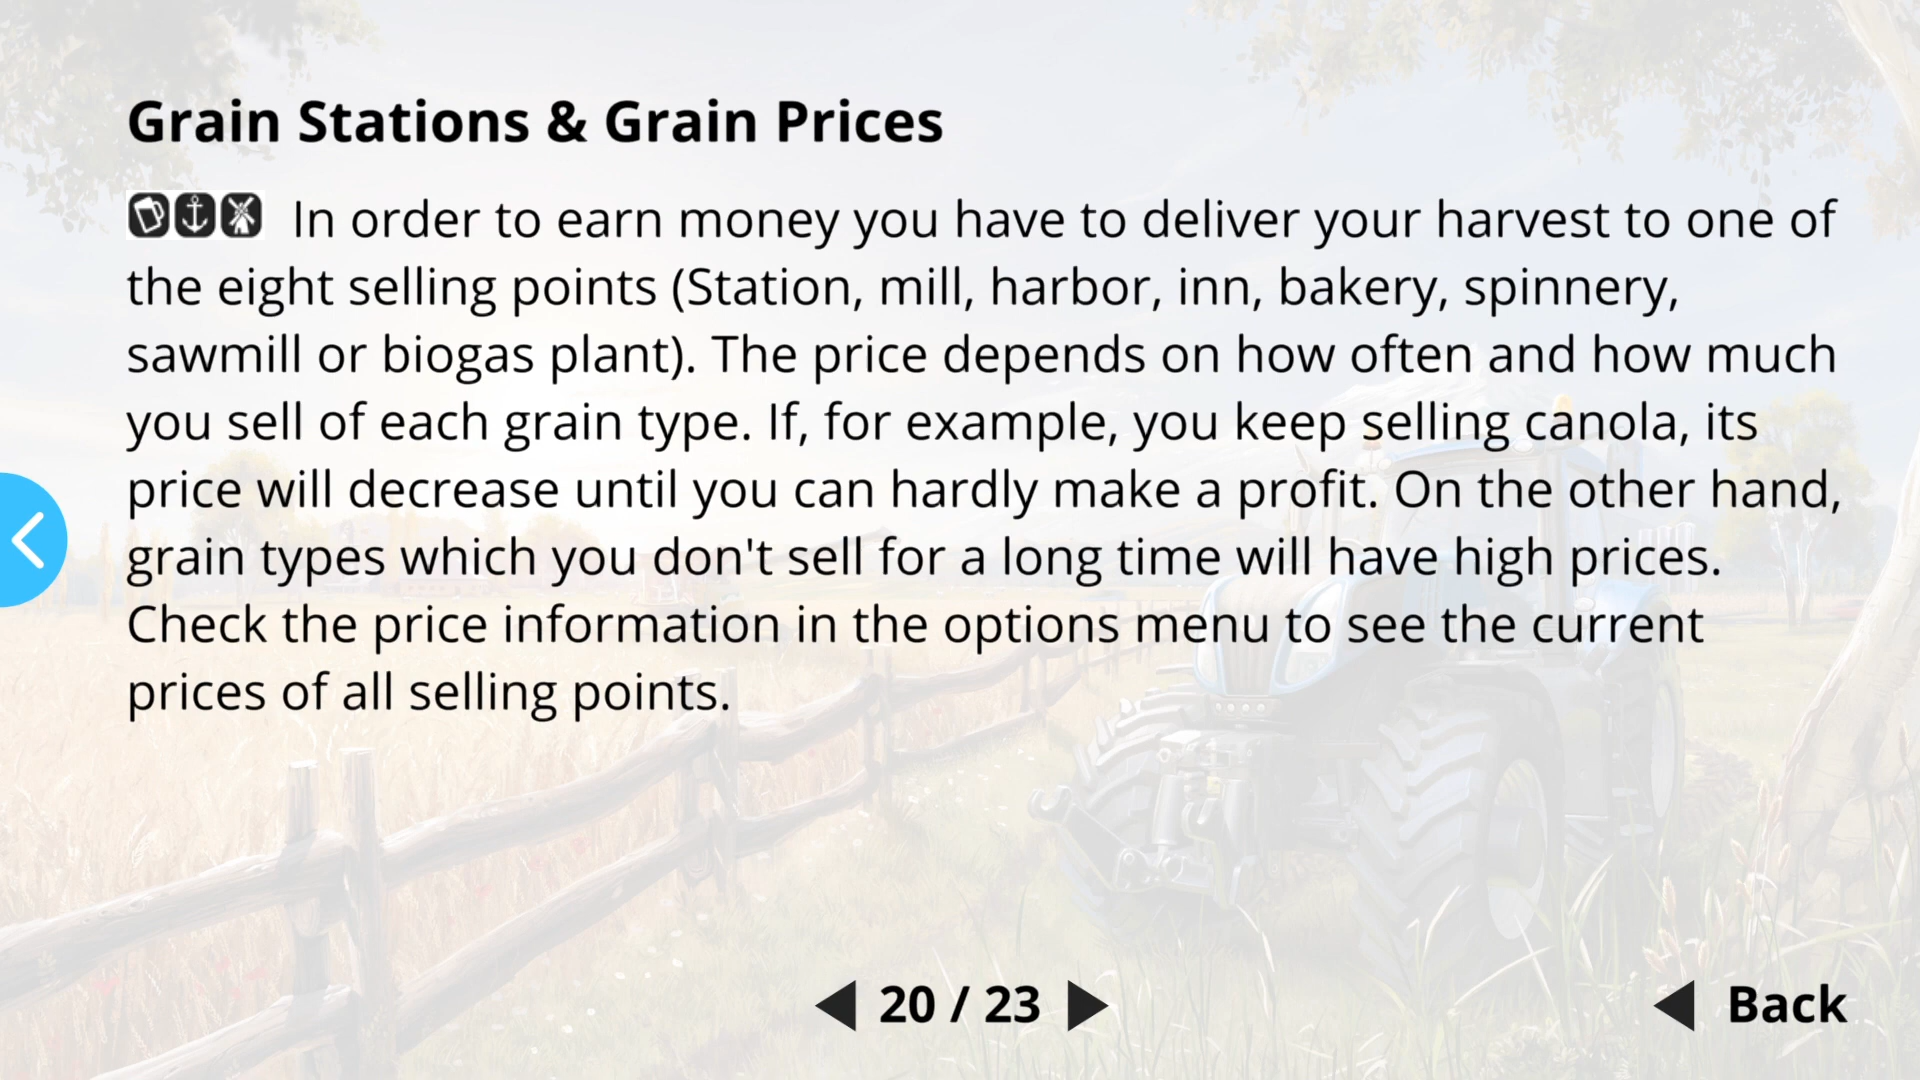 Grain Stations & Grain Prices
In order to earn money you have to deliver your harvest to one of
the eight selling points (Station, mill, harbor, inn, bakery, spinnery,
sawmill or biogas plant). The price depends on how often and how much
you sell of each grain type. If, for example, you keep selling canola, its
price will decrease until you can hardly make a profit. On the other hand,
grain types which you don't sell for a long time will have high prices.
Check the price information in the options menu to see the current
prices of all selling points.
20 / 23
Back